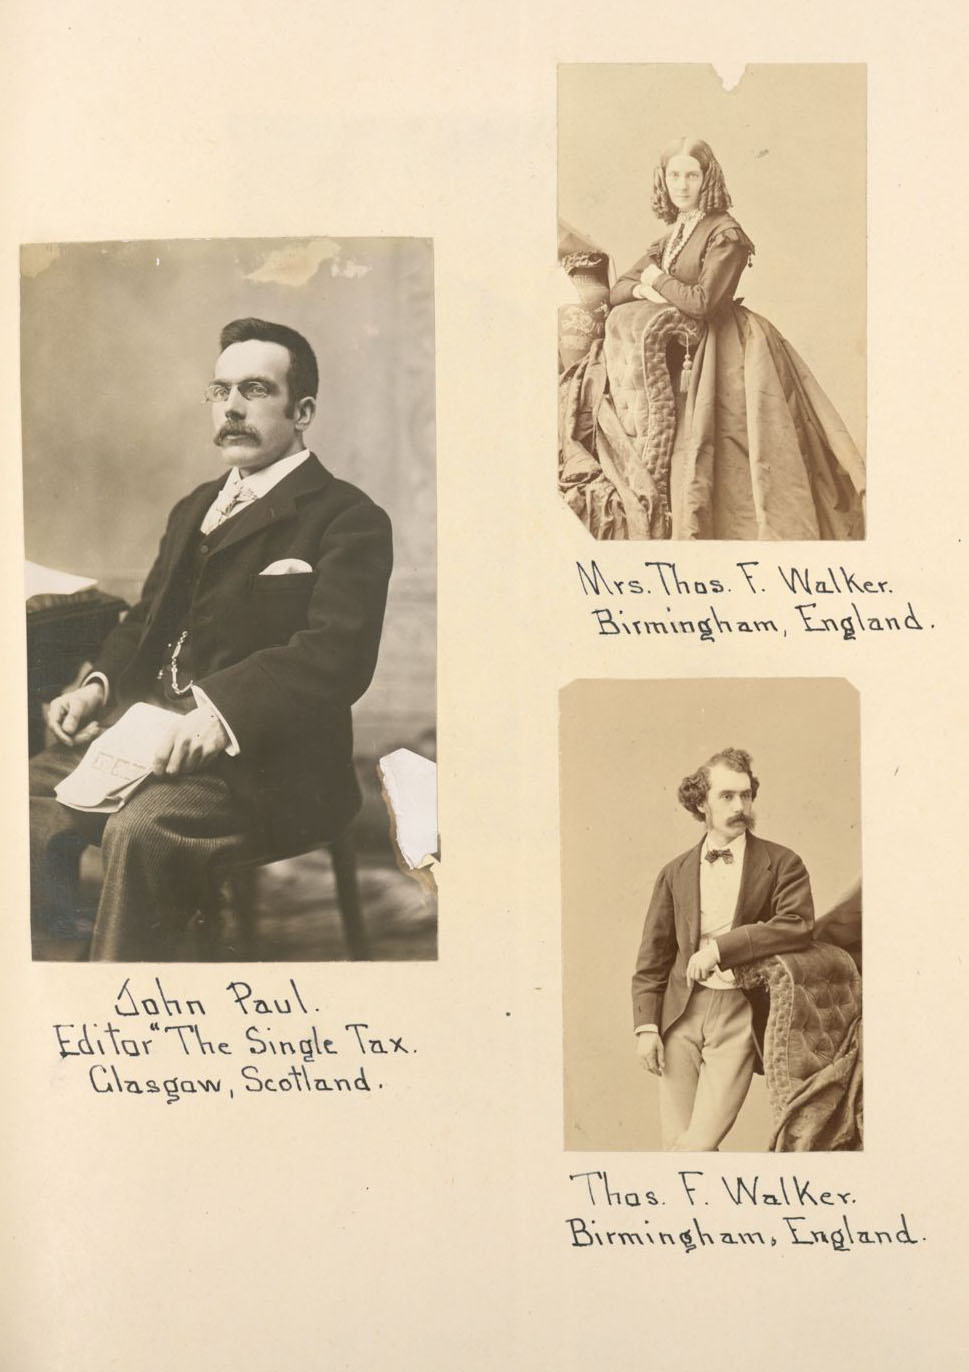 John Paul.
Editor "The Single Tax.
Glasgow, Scotland.
Mrs. Thos. F. Walker.
Birmingham, England.
Thos. F. Walker.
Birmingham, England.